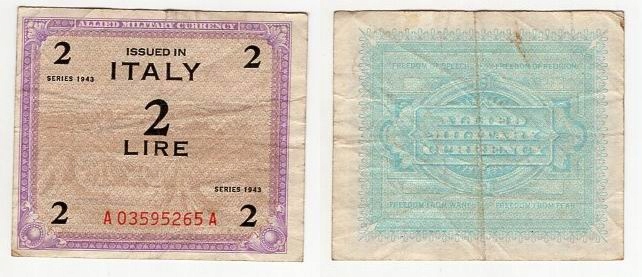 ALLIED MILITARY CURRENCY
2 ISSUED IN 2
SERIES 1943 ITALY
2
LIRE
SERIES 1943
2 A 03595265 A 2
FREEDOM OF SPEECH FREEDOM OF RELIGION
ALLIED
MILITARY
CURRENCY
FREEDOM FROM WANT FREEDOM FROM FEAR